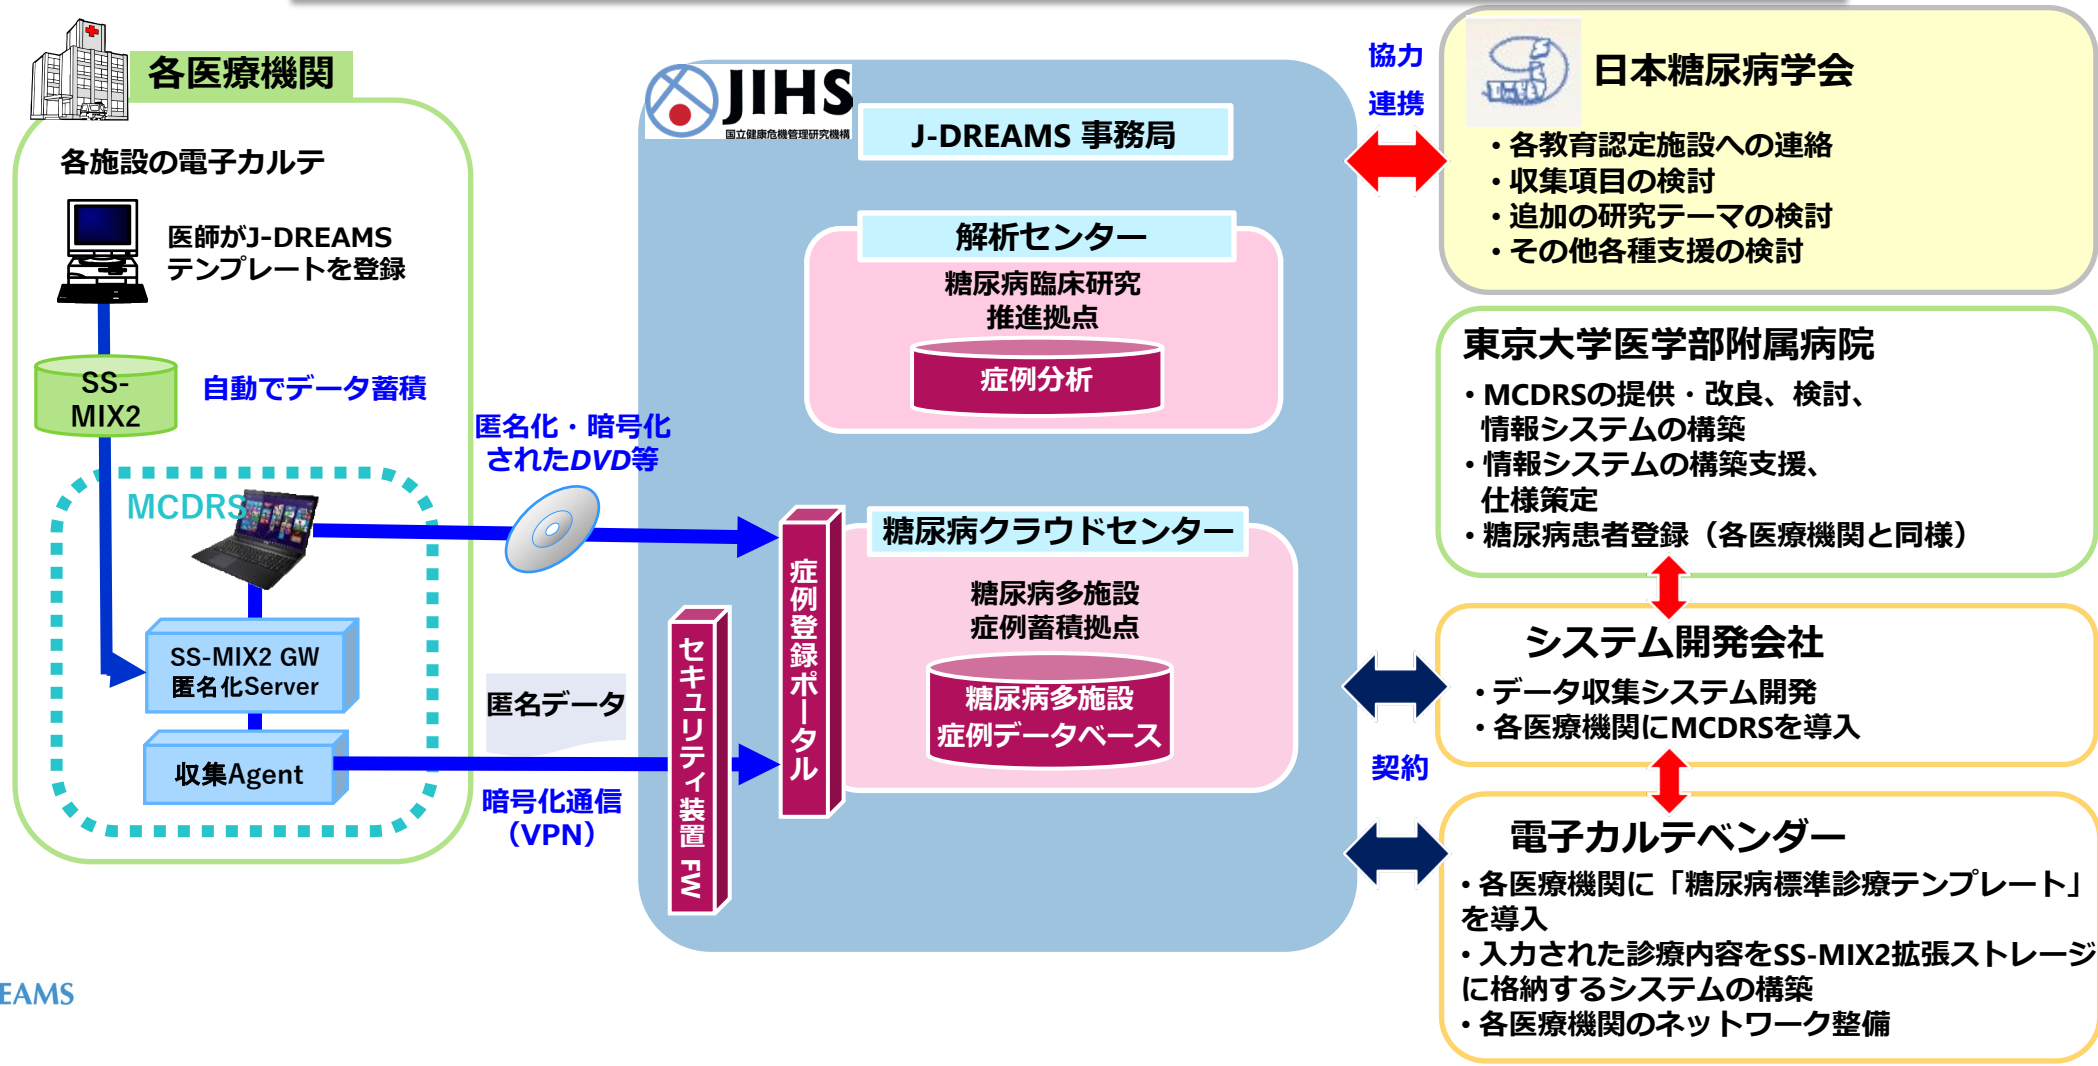 各医療機関
各施設の電子カルテ
医師がJ-DREAMS
テンプレートを登録
SS-
MIX2
自動でデータ蓄積
MCDRS
SS-MIX2 GW
匿名化Server
収集Agent
匿名化・暗号化
されたDVD等
匿名データ
暗号化通信
（VPN）
JIHS
国立健康危機管理研究機構
J-DREAMS 事務局
解析センター
糖尿病臨床研究
推進拠点
症例分析
糖尿病クラウドセンター
糖尿病多施設
症例蓄積拠点
糖尿病多施設
症例データベース
症例登録ポータル
セキュリティ装置 FW
協力
連携
契約
日本糖尿病学会
・各教育認定施設への連絡
・収集項目の検討
・追加の研究テーマの検討
・その他各種支援の検討
東京大学医学部附属病院
・MCDRSの提供・改良、検討、
情報システムの構築
・情報システムの構築支援、
仕様策定
・糖尿病患者登録（各医療機関と同様）
システム開発会社
・データ収集システム開発
・各医療機関にMCDRSを導入
電子カルテベンダー
・各医療機関に「糖尿病標準診療テンプレート」
を導入
・入力された診療内容をSS-MIX2拡張ストレージ
に格納するシステムの構築
・各医療機関のネットワーク整備
EAMS